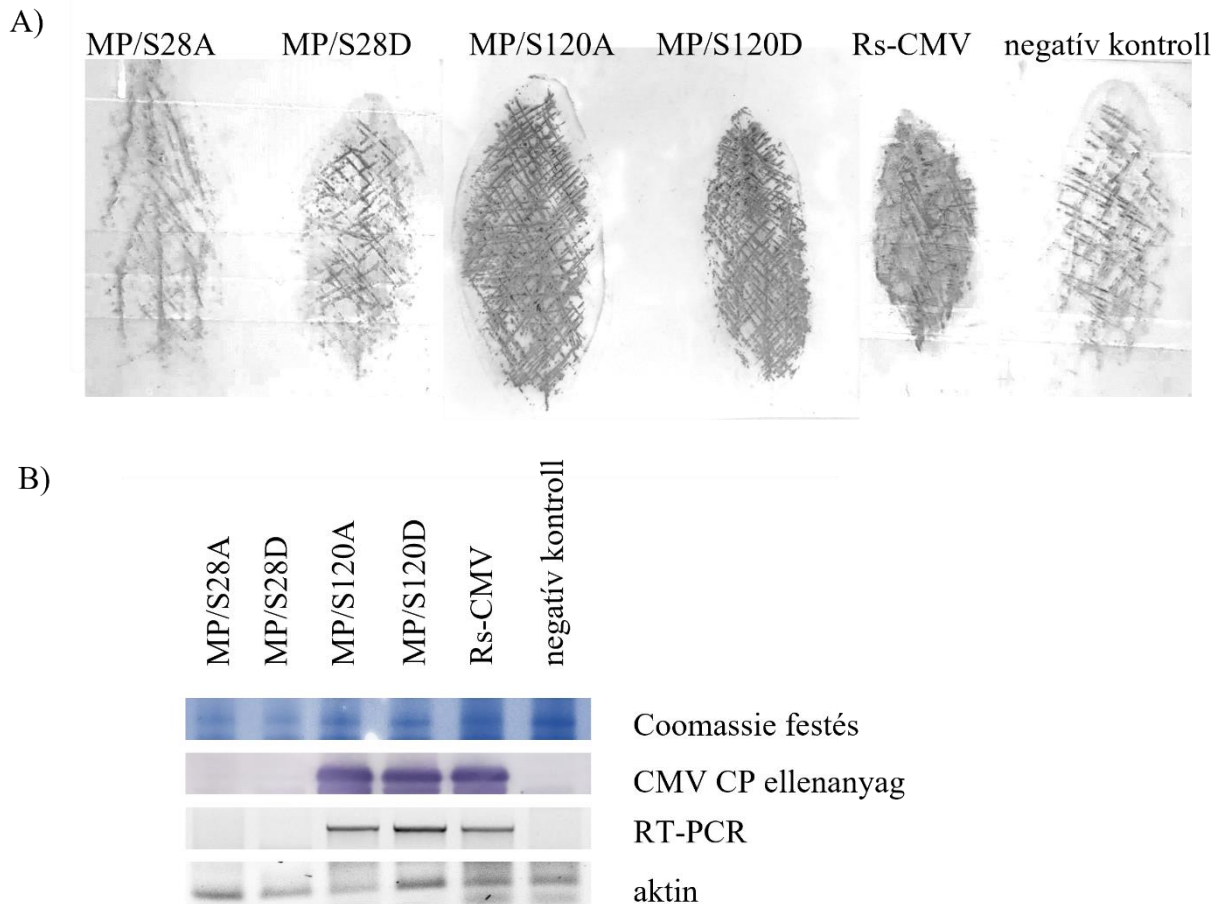 A)
MP/S28A MP/S28D MP/S120A MP/S120D Rs-CMV negatív kontroll
B)
MP/S28A
MP/S28D
MP/S120A
MP/S120D
Rs-CMV
negatív kontroll
Coomassie festés
CMV CP ellenanyag
RT-PCR
aktin